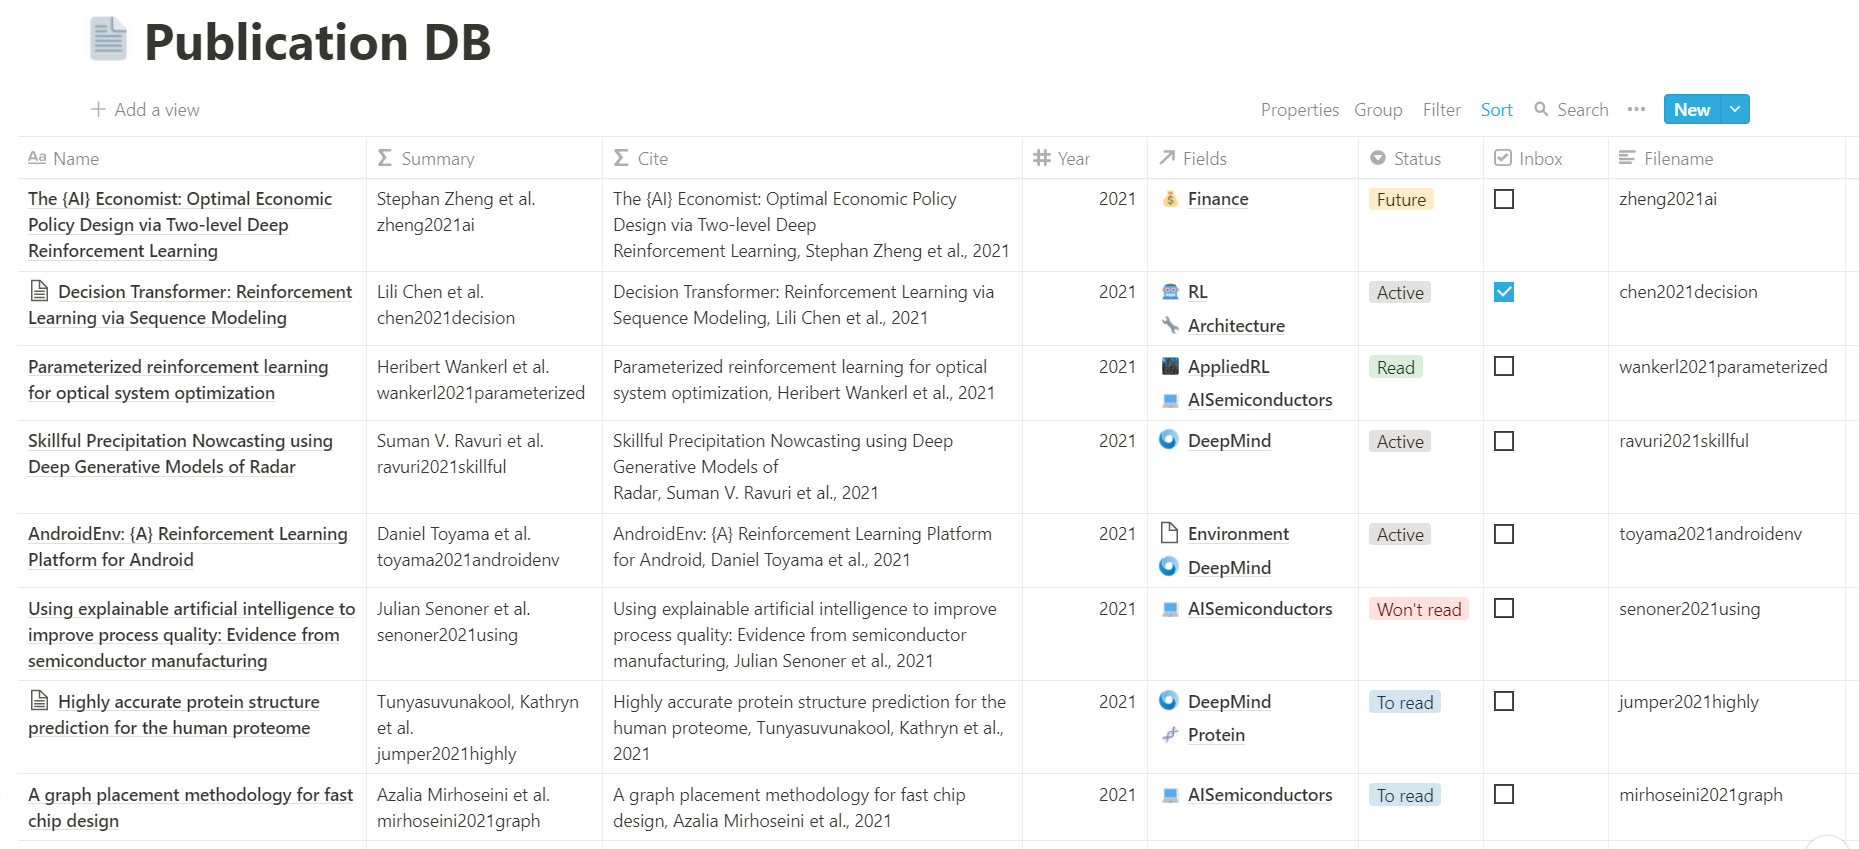 Publication DB
Add a view
Properties Group Filter Sort Search ··· New
Aa Name
Σ Summary
Σ Cite
# Year
Fields
Status
Inbox
Filename
The {AI} Economist: Optimal Economic
Policy Design via Two-level Deep
Reinforcement Learning
Stephan Zheng et al.
zheng2021ai
The {AI} Economist: Optimal Economic Policy
Design via Two-level Deep
Reinforcement Learning, Stephan Zheng et al., 2021
2021
Finance
Future
zheng2021ai
Decision Transformer: Reinforcement
Learning via Sequence Modeling
Lili Chen et al.
chen2021decision
Decision Transformer: Reinforcement Learning via
Sequence Modeling, Lili Chen et al., 2021
2021
RL
Architecture
Active
chen2021decision
Parameterized reinforcement learning
for optical system optimization
Heribert Wankerl et al.
wankerl2021parameterized
Parameterized reinforcement learning for optical
system optimization, Heribert Wankerl et al., 2021
2021
AppliedRL
AISemiconductors
Read
wankerl2021parameterized
Skillful Precipitation Nowcasting using
Deep Generative Models of Radar
Suman V. Ravuri et al.
ravuri2021skillful
Skillful Precipitation Nowcasting using Deep
Generative Models of
Radar, Suman V. Ravuri et al., 2021
2021
DeepMind
Active
ravuri2021skillful
AndroidEnv: {A} Reinforcement Learning
Platform for Android
Daniel Toyama et al.
toyama2021androidenv
AndroidEnv: {A} Reinforcement Learning Platform
for Android, Daniel Toyama et al., 2021
2021
Environment
DeepMind
Active
toyama2021androidenv
Using explainable artificial intelligence to
improve process quality: Evidence from
semiconductor manufacturing
Julian Senoner et al.
senoner2021using
Using explainable artificial intelligence to improve
process quality: Evidence from semiconductor
manufacturing, Julian Senoner et al., 2021
2021
AISemiconductors
Won't read
senoner2021using
Highly accurate protein structure
prediction for the human proteome
Tunyasuvunakool, Kathryn
et al.
jumper2021highly
Highly accurate protein structure prediction for the
human proteome, Tunyasuvunakool, Kathryn et al.,
2021
2021
DeepMind
Protein
To read
jumper2021highly
A graph placement methodology for fast
chip design
Azalia Mirhoseini et al.
mirhoseini2021graph
A graph placement methodology for fast chip
design, Azalia Mirhoseini et al., 2021
2021
AISemiconductors
To read
mirhoseini2021graph